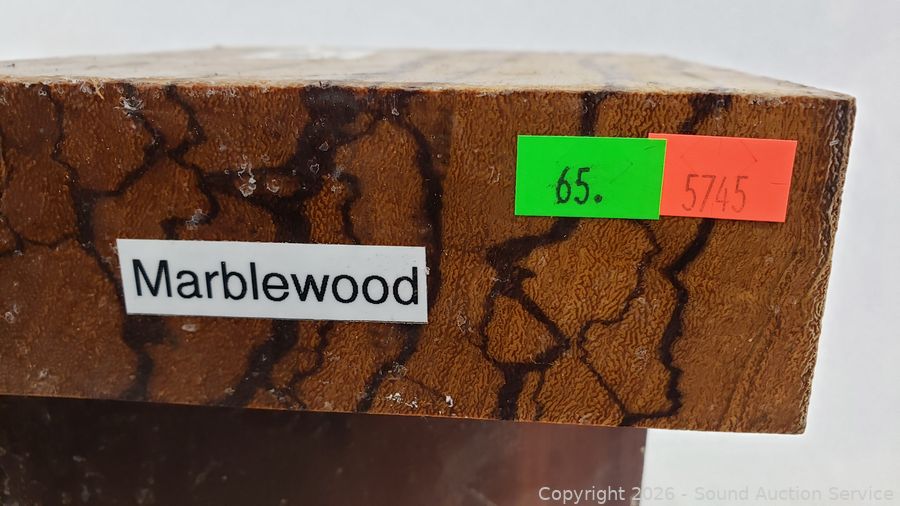 65.
5745
Marblewood
Copyright 2026 - Sound Auction Service